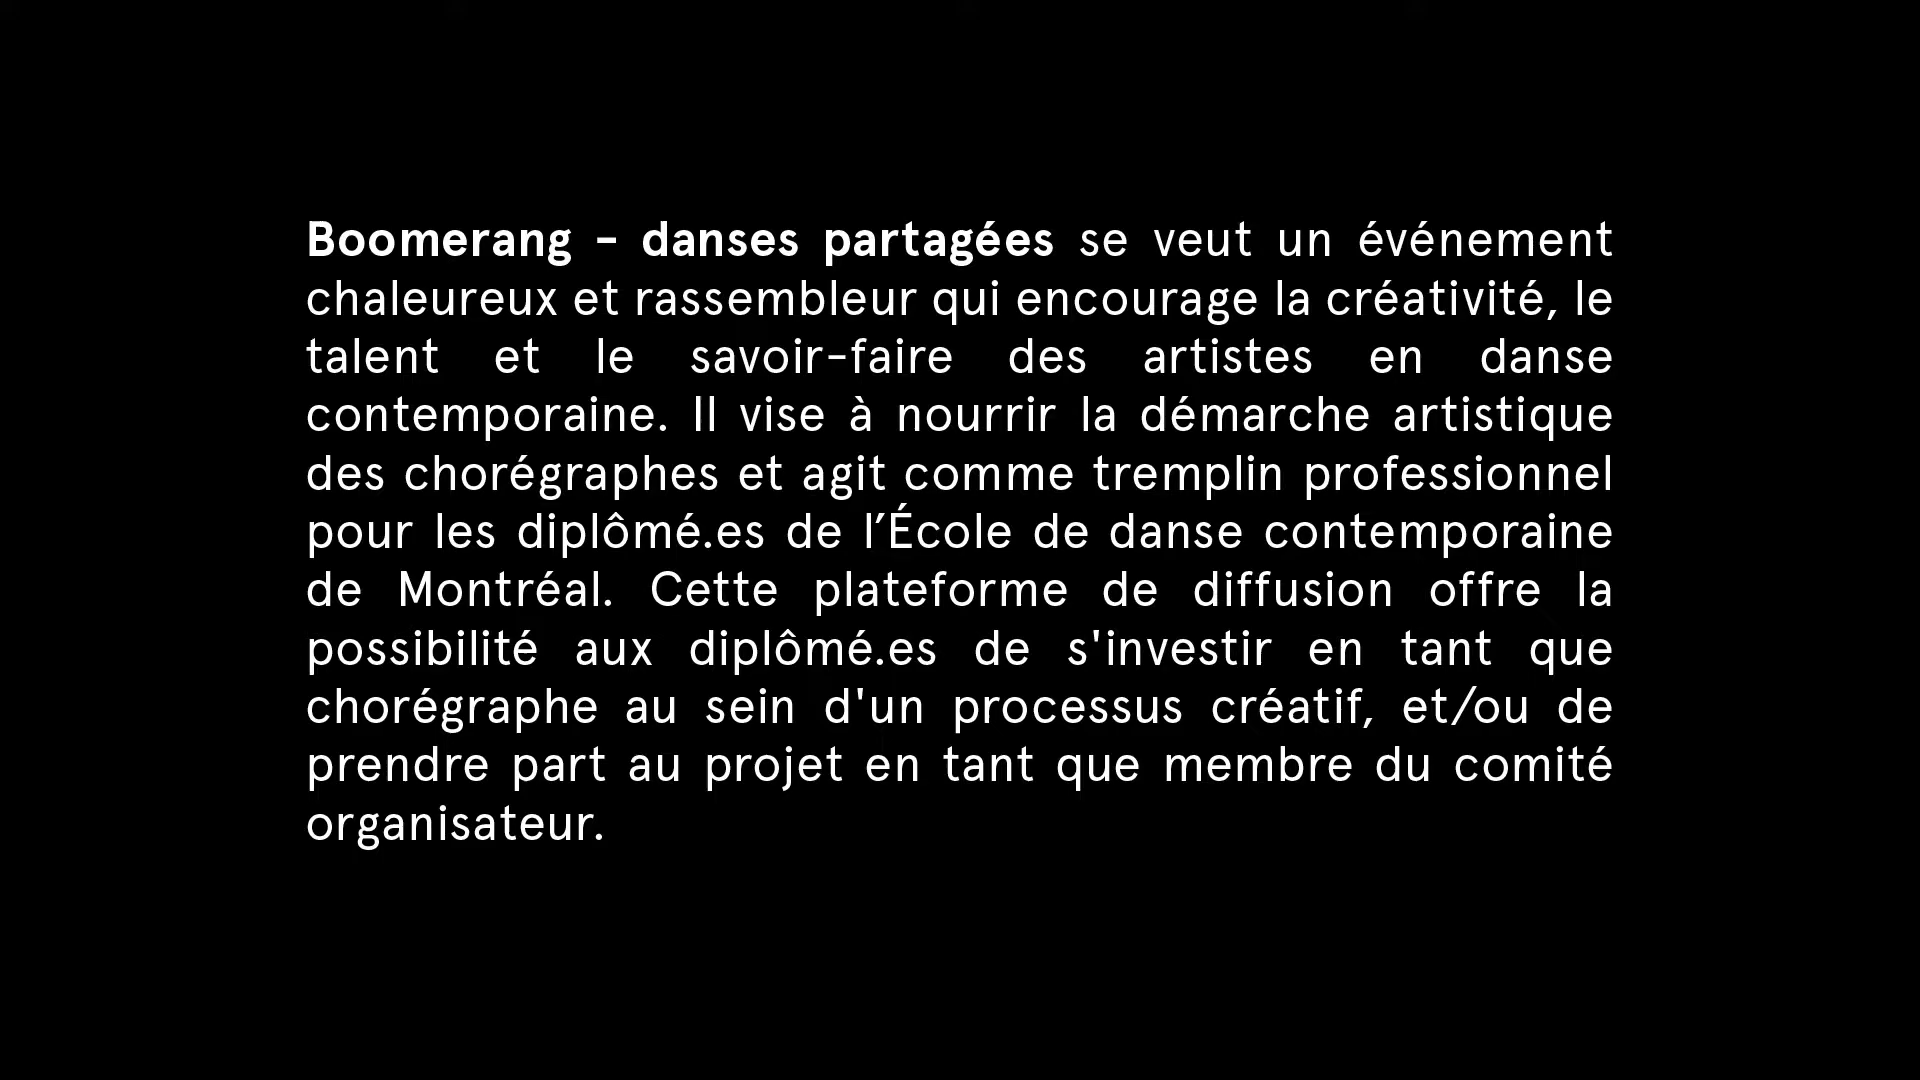 Boomerang - danses partagées se veut un événement
chaleureux et rassembleur qui encourage la créativité, le
talent et le savoir-faire des artistes en danse
contemporaine. Il vise à nourrir la démarche artistique
des chorégraphes et agit comme tremplin professionnel
pour les diplômé.es de l’École de danse contemporaine
de Montréal. Cette plateforme de diffusion offre la
possibilité aux diplômé.es de s'investir en tant que
chorégraphe au sein d'un processus créatif, et/ou de
prendre part au projet en tant que membre du comité
organisateur.